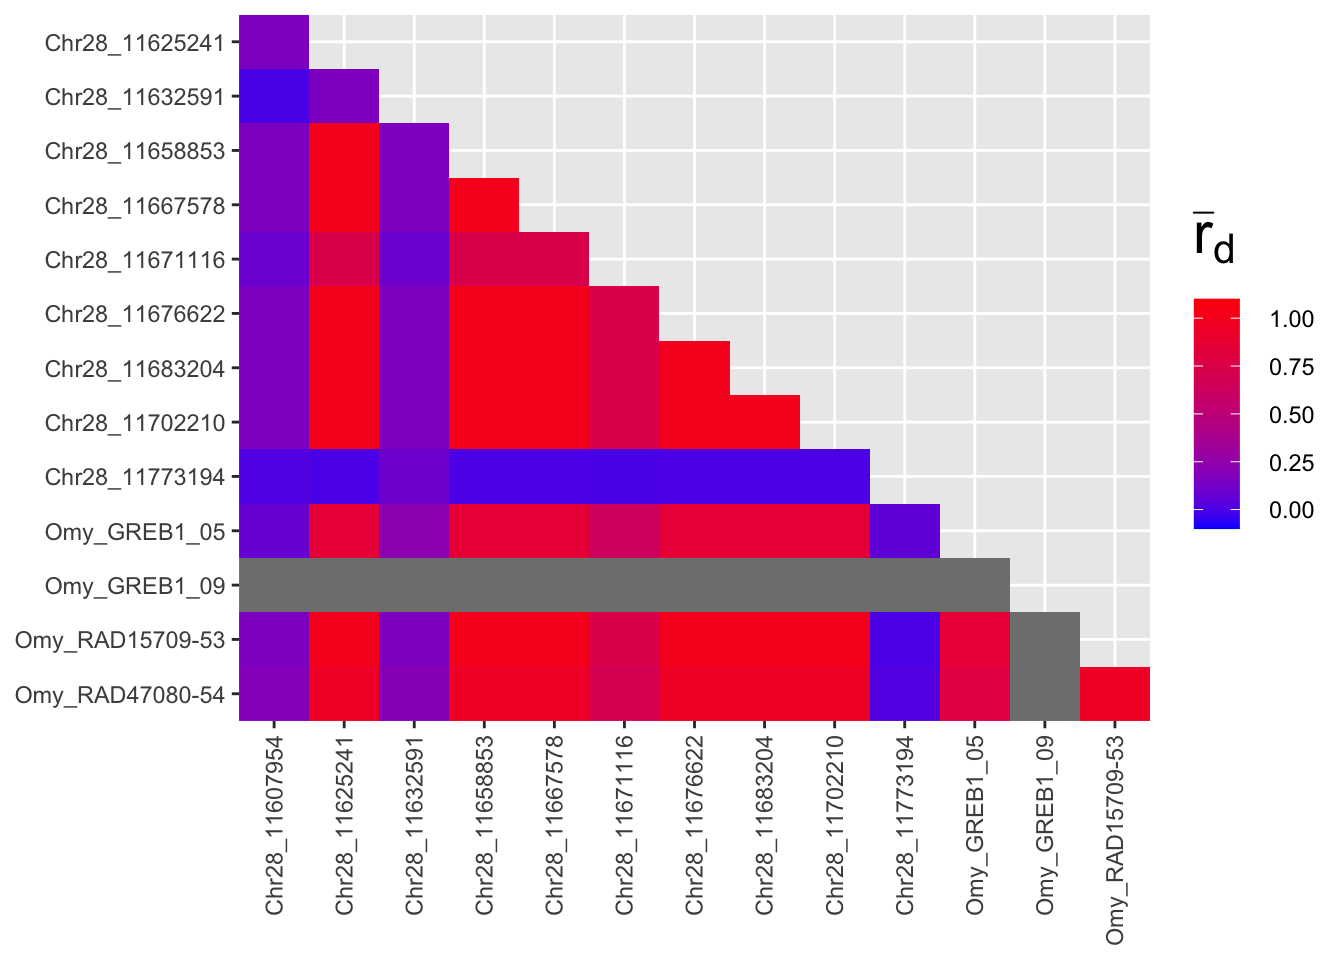 Chr28_11625241
Chr28_11632591
Chr28_11658853
Chr28_11667578
Chr28_11671116
Chr28_11676622
Chr28_11683204
Chr28_11702210
Chr28_11773194
Omy_GREB1_05
Omy_GREB1_09
Omy_RAD15709-53
Omy_RAD47080-54
Chr28_11607954
Chr28_11625241
Chr28_11632591
Chr28_11658853
Chr28_11667578
Chr28_11671116
Chr28_11676622
Chr28_11683204
Chr28_11702210
Chr28_11773194
Omy_GREB1_05
Omy_GREB1_09
Omy_RAD15709-53
r̅d
1.00
0.75
0.50
0.25
0.00